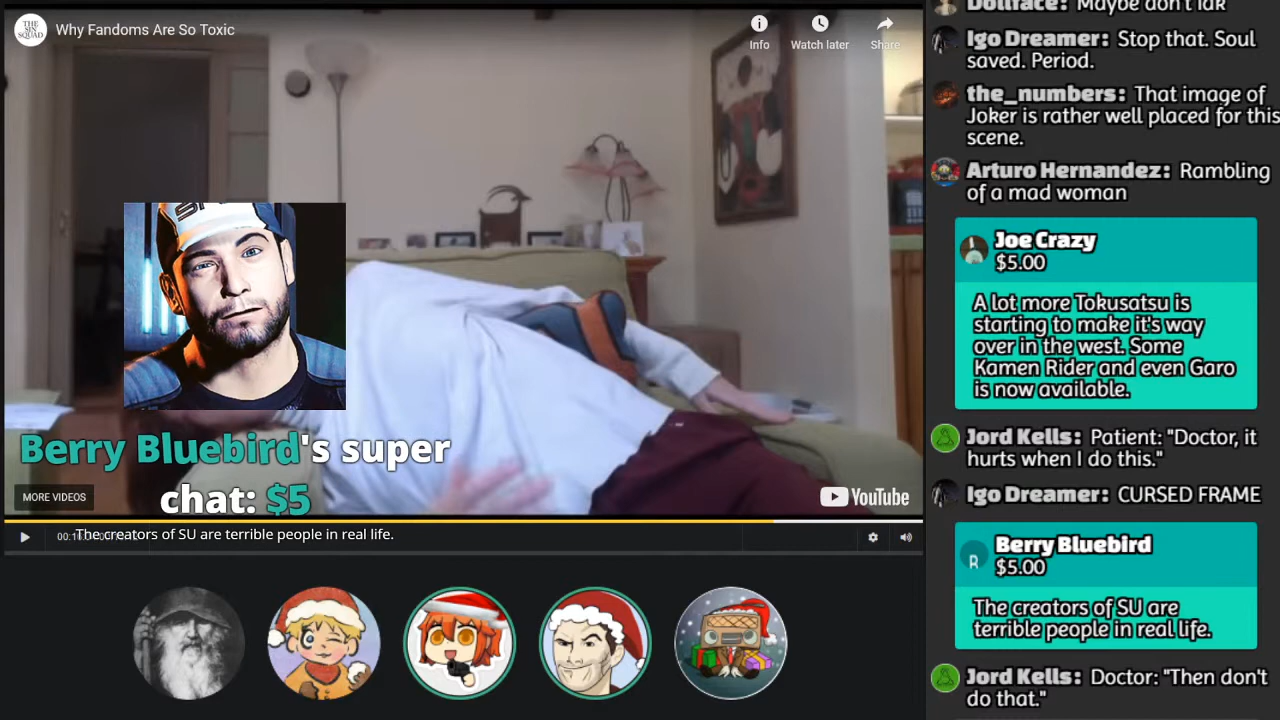 THE
SIN
SQUAD
Why Fandoms Are So Toxic
Info
Watch later
Share
Berry Bluebird's super
chat: $5
MORE VIDEOS
YouTube
The creators of SU are terrible people in real life.
Dollface: Maybe don't idk
Igo Dreamer: Stop that. Soul
saved. Period.
the_numbers: That image of
Joker is rather well placed for this
scene.
Arturo Hernandez: Rambling
of a mad woman
Joe Crazy
$5.00
A lot more Tokusatsu is
starting to make it's way
over in the west. Some
Kamen Rider and even Garo
is now available.
Jord Kells: Patient: "Doctor, it
hurts when I do this."
Igo Dreamer: CURSED FRAME
R
Berry Bluebird
$5.00
The creators of SU are
terrible people in real life.
Jord Kells: Doctor: "Then don't
do that."